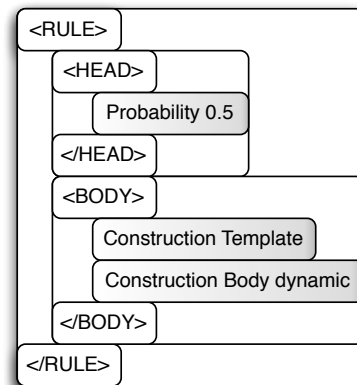 <RULE>
<HEAD>
Probability 0.5
</HEAD>
<BODY>
Construction Template
Construction Body dynamic
</BODY>
</RULE>